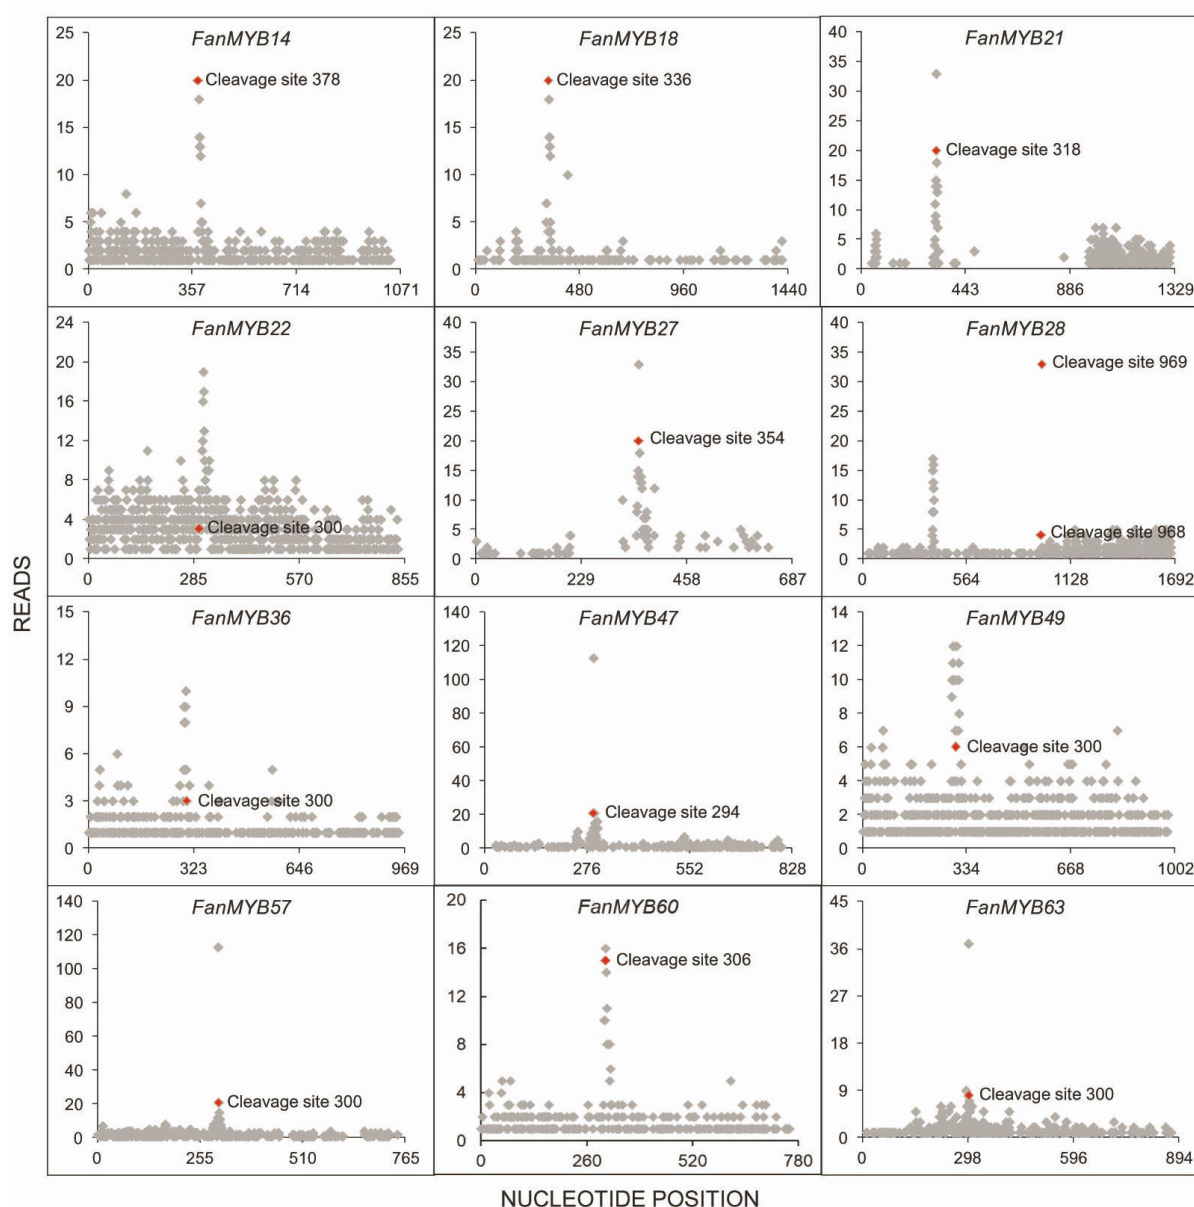 READS
FanMYB14
25
20
15
10
5
0
Cleavage site 378
0 357 714 1071
FanMYB18
25
20
15
10
5
0
Cleavage site 336
0 480 960 1440
FanMYB21
40
35
30
25
20
15
10
5
0
Cleavage site 318
0 443 886 1329
FanMYB22
24
20
16
12
8
4
0
Cleavage site 300
0 285 570 855
FanMYB27
40
35
30
25
20
15
10
5
0
Cleavage site 354
0 229 458 687
FanMYB28
40
35
30
25
20
15
10
5
0
Cleavage site 969
Cleavage site 968
0 564 1128 1692
FanMYB36
15
12
9
6
3
0
Cleavage site 300
0 323 646 969
FanMYB47
140
120
100
80
60
40
20
0
Cleavage site 294
0 276 552 828
FanMYB49
14
12
10
8
6
4
2
0
Cleavage site 300
0 334 668 1002
FanMYB57
140
120
100
80
60
40
20
0
Cleavage site 300
0 255 510 765
FanMYB60
20
16
12
8
4
0
Cleavage site 306
0 260 520 780
FanMYB63
45
36
27
18
9
0
Cleavage site 300
0 298 596 894
NUCLEOTIDE POSITION